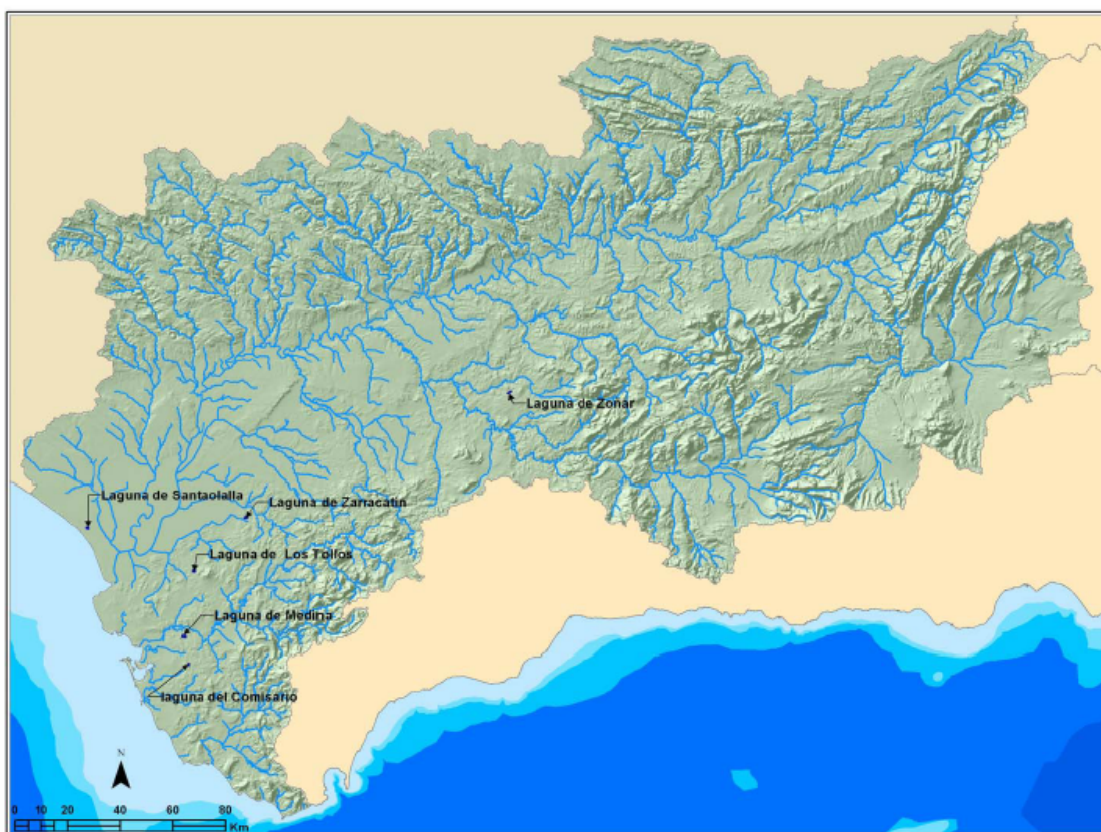 Laguna de Zoñar
Laguna de Santaolalla
Laguna de Zarracatín
Laguna de Los Tollos
Laguna de Medina
laguna del Comisario
N
0 10 20 40 60 80
Km